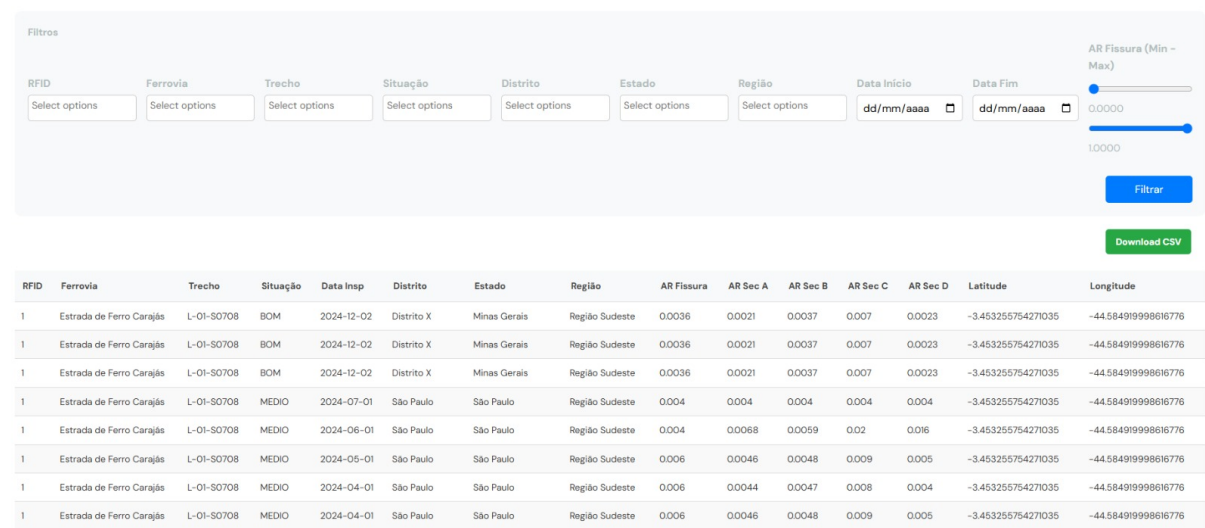 Filtros
AR Fissura (Min -
Max)
RFID Ferrovia Trecho Situação Distrito Estado Região Data Início Data Fim
Select options Select options Select options Select options Select options Select options Select options dd/mm/aaaa dd/mm/aaaa
0.0000
1.0000
Filtrar
Download CSV
RFID Ferrovia Trecho Situação Data Insp Distrito Estado Região AR Fissura AR Sec A AR Sec B AR Sec C AR Sec D Latitude Longitude
1 Estrada de Ferro Carajás L-01-S0708 BOM 2024-12-02 Distrito X Minas Gerais Região Sudeste 0.0036 0.0021 0.0037 0.007 0.0023 -3.453255754271035 -44.584919998616776
1 Estrada de Ferro Carajás L-01-S0708 BOM 2024-12-02 Distrito X Minas Gerais Região Sudeste 0.0036 0.0021 0.0037 0.007 0.0023 -3.453255754271035 -44.584919998616776
1 Estrada de Ferro Carajás L-01-S0708 BOM 2024-12-02 Distrito X Minas Gerais Região Sudeste 0.0036 0.0021 0.0037 0.007 0.0023 -3.453255754271035 -44.584919998616776
1 Estrada de Ferro Carajás L-01-S0708 MEDIO 2024-07-01 São Paulo São Paulo Região Sudeste 0.004 0.004 0.004 0.004 0.004 -3.453255754271035 -44.584919998616776
1 Estrada de Ferro Carajás L-01-S0708 MEDIO 2024-06-01 São Paulo São Paulo Região Sudeste 0.004 0.0068 0.0059 0.02 0.016 -3.453255754271035 -44.584919998616776
1 Estrada de Ferro Carajás L-01-S0708 MEDIO 2024-05-01 São Paulo São Paulo Região Sudeste 0.006 0.0046 0.0048 0.009 0.005 -3.453255754271035 -44.584919998616776
1 Estrada de Ferro Carajás L-01-S0708 MEDIO 2024-04-01 São Paulo São Paulo Região Sudeste 0.006 0.0044 0.0047 0.008 0.004 -3.453255754271035 -44.584919998616776
1 Estrada de Ferro Carajás L-01-S0708 MEDIO 2024-04-01 São Paulo São Paulo Região Sudeste 0.006 0.0046 0.0048 0.009 0.005 -3.453255754271035 -44.584919998616776